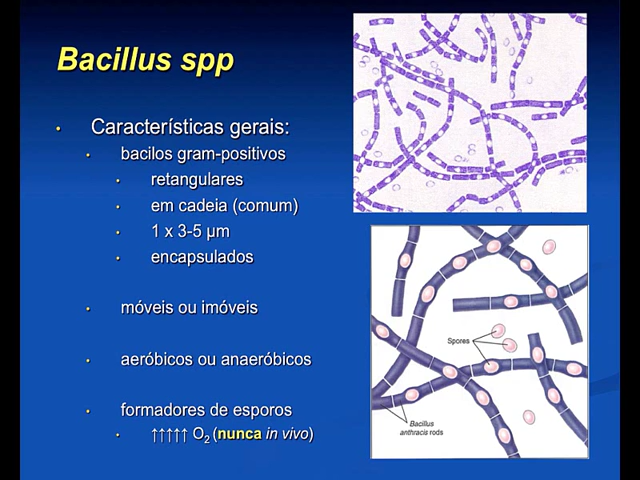 Bacillus spp
• Características gerais:
• bacilos gram-positivos
• retangulares
• em cadeia (comum)
• 1 x 3-5 µm
• encapsulados
• móveis ou imóveis
• aeróbicos ou anaeróbicos
• formadores de esporos
• ↑↑↑↑↑ O₂ (nunca in vivo)
Spores
Bacillus
anthracis rods